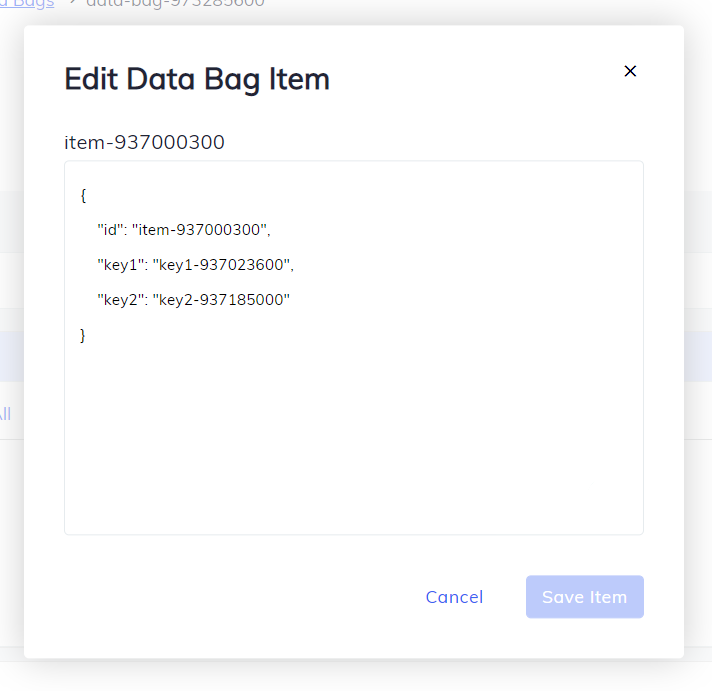 Bags > data-bag-973285600
Edit Data Bag Item
item-937000300
{
"id": "item-937000300",
"key1": "key1-937023600",
"key2": "key2-937185000"
}
All
Cancel Save Item